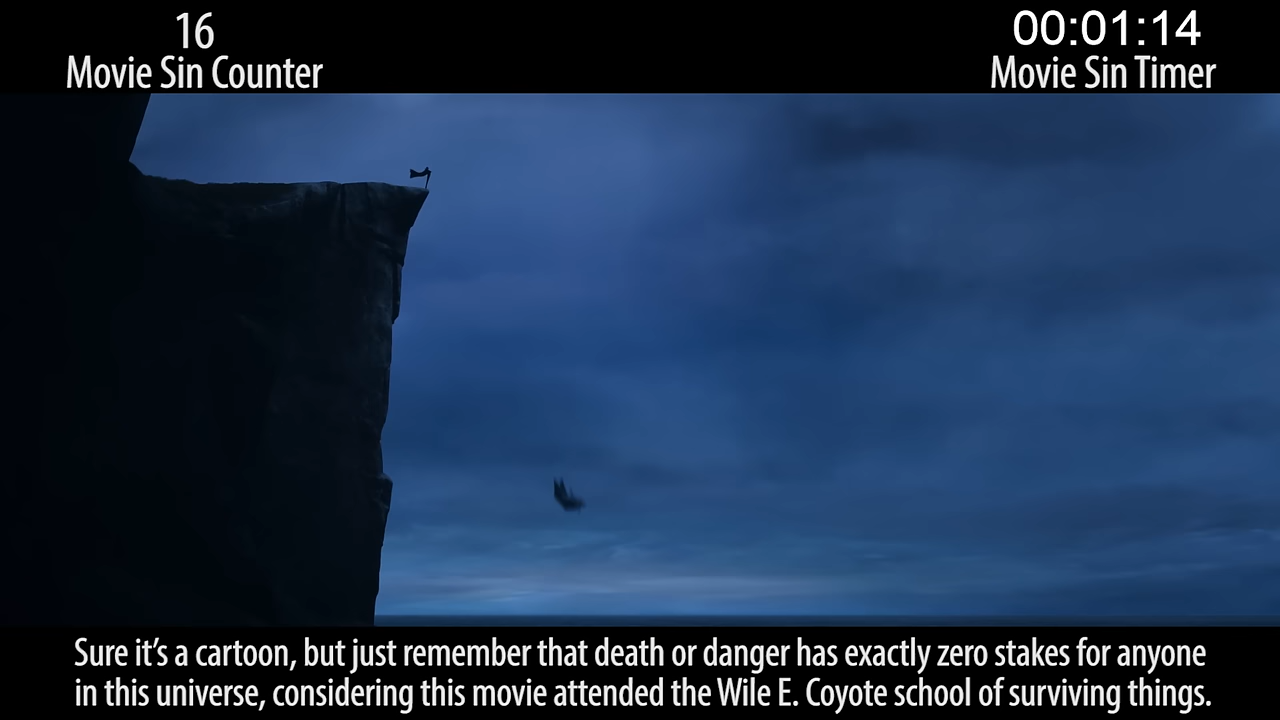 16
Movie Sin Counter
00:01:14
Movie Sin Timer
Sure it's a cartoon, but just remember that death or danger has exactly zero stakes for anyone
in this universe, considering this movie attended the Wile E. Coyote school of surviving things.